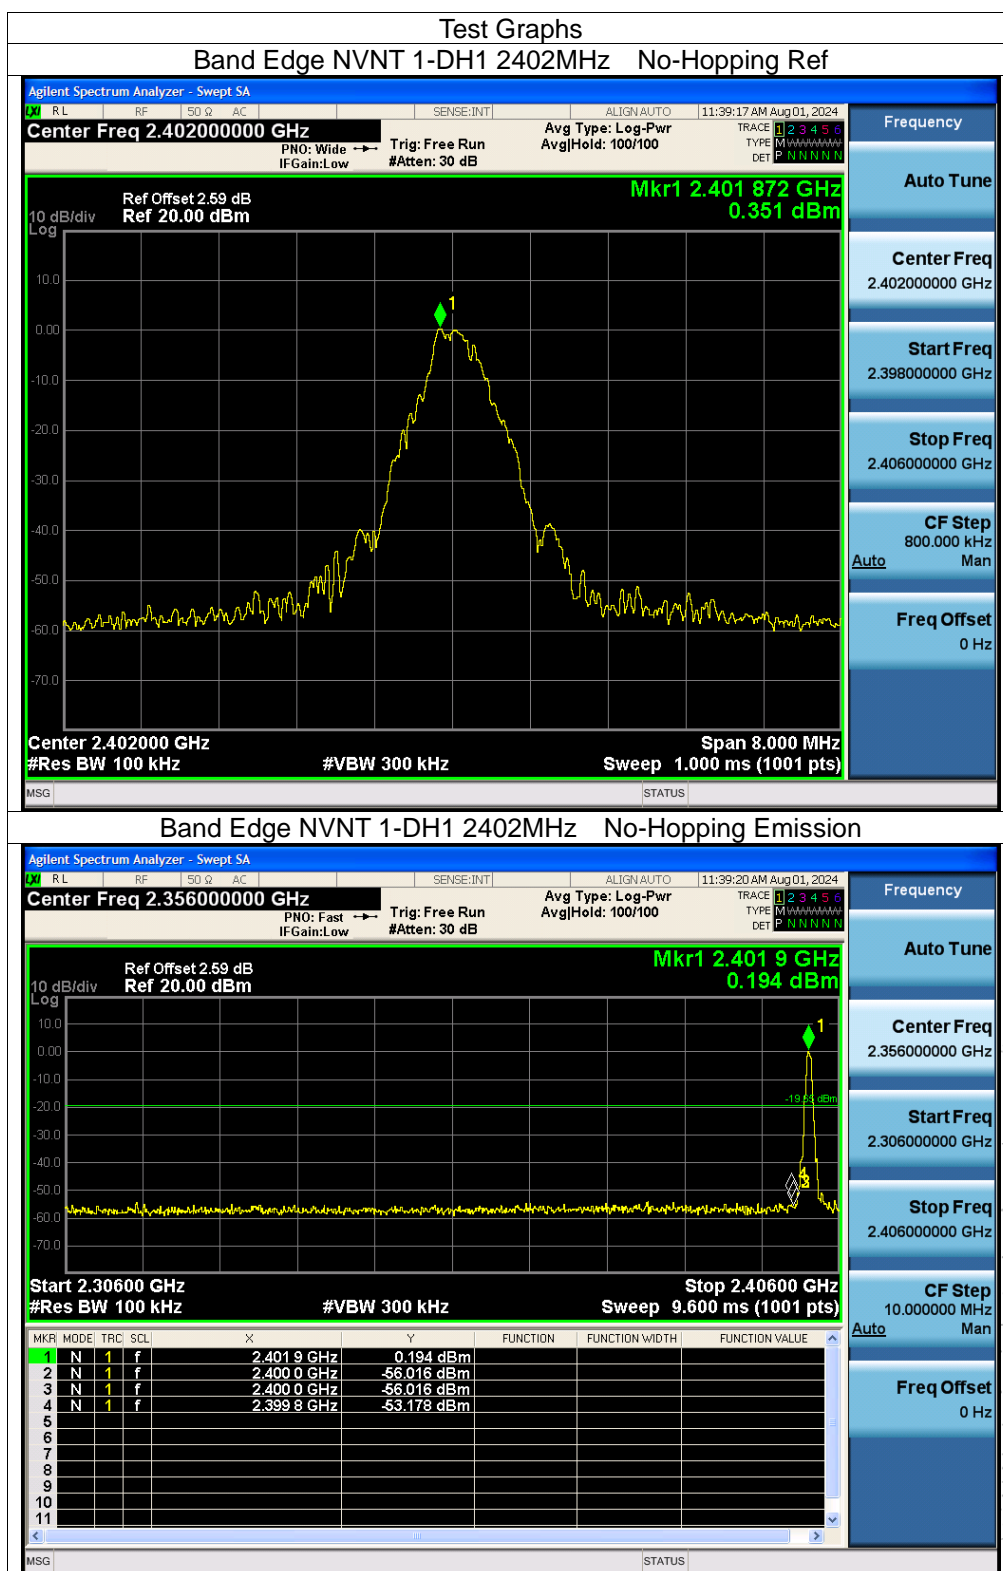 Test Graphs
Band Edge NVNT 1-DH1 2402MHz No-Hopping Ref
Agilent Spectrum Analyzer - Swept SA
LXI RL RF 50 Ω AC SENSE:INT ALIGN AUTO 11:39:17 AM Aug 01, 2024
Center Freq 2.402000000 GHz
PNO: Wide
IFGain:Low
Trig: Free Run
#Atten: 30 dB
Avg Type: Log-Pwr
Avg|Hold: 100/100
TRACE 1 2 3 4 5 6
TYPE M WWWWW
DET P N N N N N
Frequency
Mkr1 2.401 872 GHz
0.351 dBm
Ref Offset 2.59 dB
10 dB/div Ref 20.00 dBm
Log
10.0
0.00
-10.0
-20.0
-30.0
-40.0
-50.0
-60.0
-70.0
1
Center 2.402000 GHz Span 8.000 MHz
#Res BW 100 kHz #VBW 300 kHz Sweep 1.000 ms (1001 pts)
MSG STATUS
Auto Tune
Center Freq
2.402000000 GHz
Start Freq
2.398000000 GHz
Stop Freq
2.406000000 GHz
CF Step
800.000 kHz
Auto Man
Freq Offset
0 Hz
Band Edge NVNT 1-DH1 2402MHz No-Hopping Emission
Agilent Spectrum Analyzer - Swept SA
LXI RL RF 50 Ω AC SENSE:INT ALIGN AUTO 11:39:20 AM Aug 01, 2024
Center Freq 2.356000000 GHz
PNO: Fast
IFGain:Low
Trig: Free Run
#Atten: 30 dB
Avg Type: Log-Pwr
Avg|Hold: 100/100
TRACE 1 2 3 4 5 6
TYPE M WWWWW
DET P N N N N N
Frequency
Mkr1 2.401 9 GHz
0.194 dBm
Ref Offset 2.59 dB
10 dB/div Ref 20.00 dBm
Log
10.0
0.00
-10.0
-20.0
-30.0
-40.0
-50.0
-60.0
-70.0
1
-19.65 dBm
Start 2.30600 GHz Stop 2.40600 GHz
#Res BW 100 kHz #VBW 300 kHz Sweep 9.600 ms (1001 pts)
MKR MODE TRC SCL X Y FUNCTION FUNCTION WIDTH FUNCTION VALUE
1 N 1 f 2.401 9 GHz 0.194 dBm
2 N 1 f 2.400 0 GHz -56.016 dBm
3 N 1 f 2.400 0 GHz -56.016 dBm
4 N 1 f 2.399 8 GHz -53.178 dBm
5
6
7
8
9
10
11
MSG STATUS
Auto Tune
Center Freq
2.356000000 GHz
Start Freq
2.306000000 GHz
Stop Freq
2.406000000 GHz
CF Step
10.000000 MHz
Auto Man
Freq Offset
0 Hz